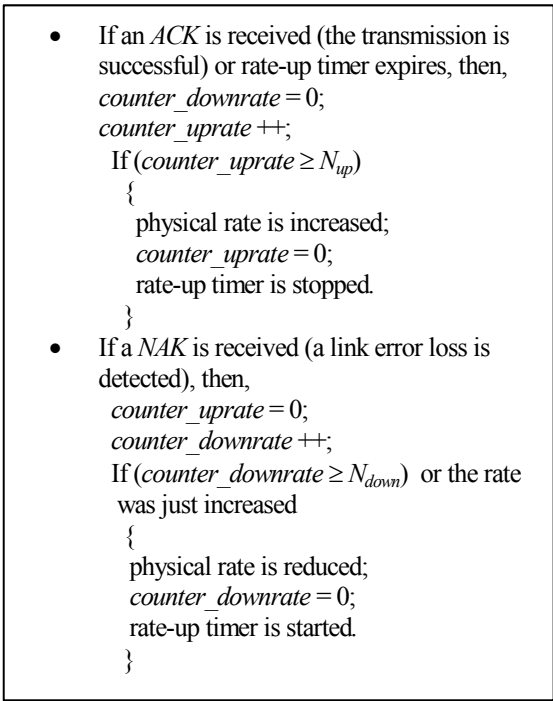 • If an ACK is received (the transmission is
successful) or rate-up timer expires, then,
counter_downrate = 0;
counter_uprate ++;
If (counter_uprate ≥ Nup)
{
physical rate is increased;
counter_uprate = 0;
rate-up timer is stopped.
}
• If a NAK is received (a link error loss is
detected), then,
counter_uprate = 0;
counter_downrate ++;
If (counter_downrate ≥ Ndown) or the rate
was just increased
{
physical rate is reduced;
counter_downrate = 0;
rate-up timer is started.
}